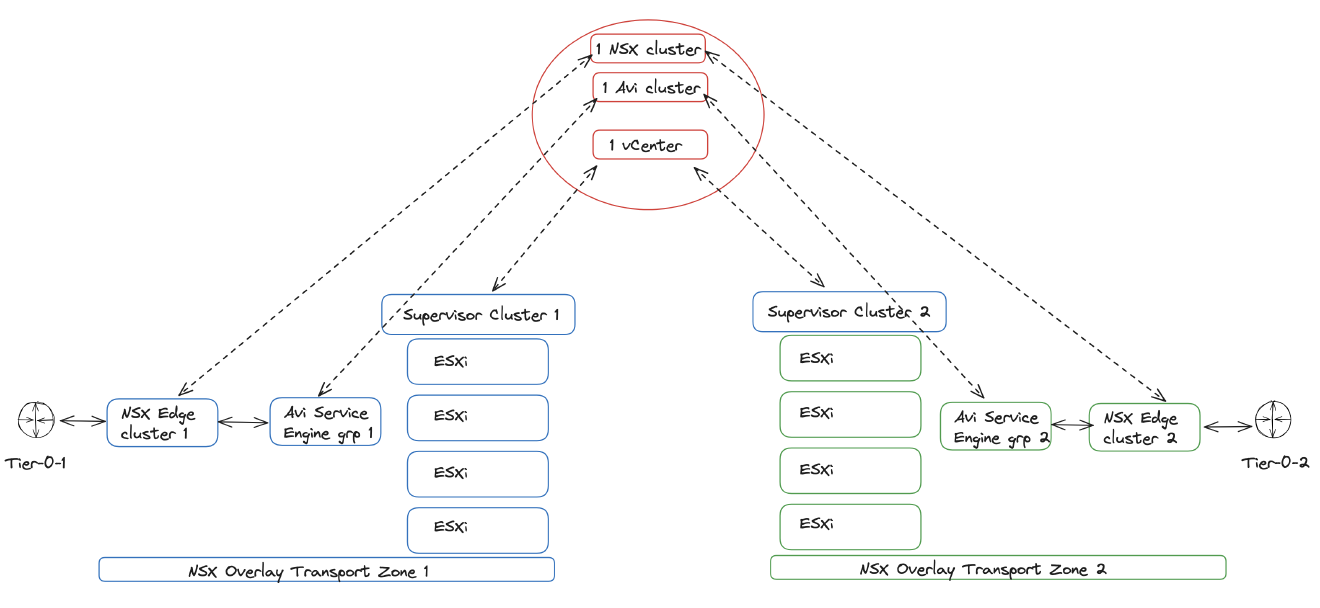 1 NSX cluster
1 Avi cluster
1 vCenter
Supervisor Cluster 1
ESXi
ESXi
ESXi
ESXi
NSX Edge
cluster 1
Avi Service
Engine grp 1
Tier-0-1
NSX Overlay Transport Zone 1
Supervisor Cluster 2
ESXi
ESXi
ESXi
ESXi
Avi Service
Engine grp 2
NSX Edge
cluster 2
Tier-0-2
NSX Overlay Transport Zone 2